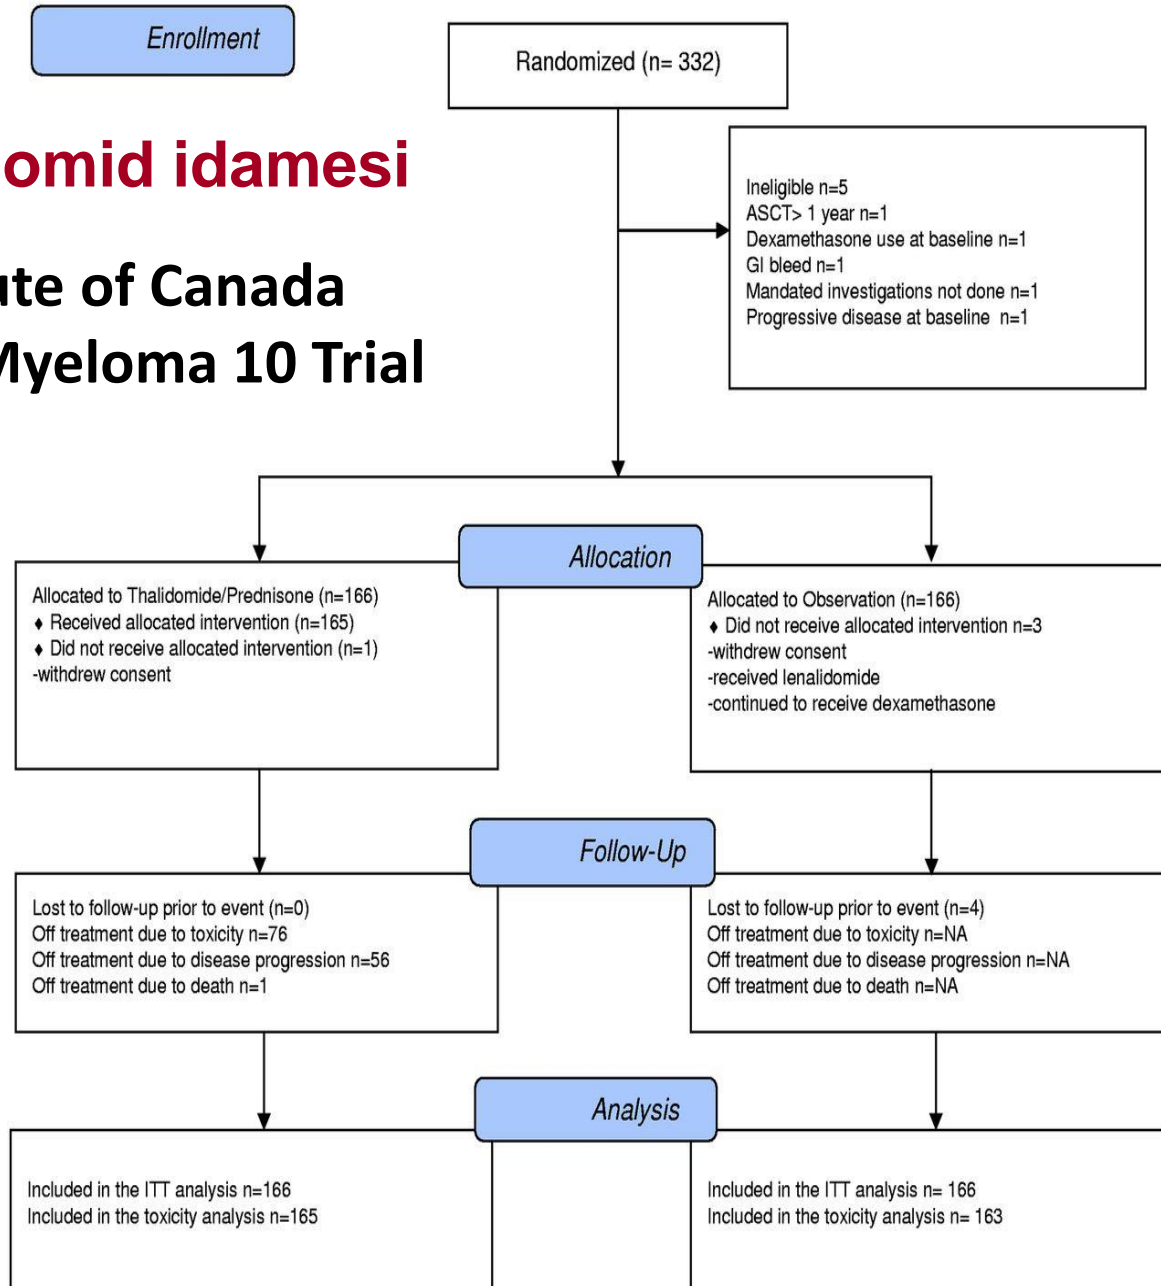 Enrollment
Randomized (n= 332)
omid idamesi
ute of Canada
Myeloma 10 Trial
Ineligible n=5
ASCT> 1 year n=1
Dexamethasone use at baseline n=1
GI bleed n=1
Mandated investigations not done n=1
Progressive disease at baseline n=1
Allocation
Allocated to Thalidomide/Prednisone (n=166)
♦ Received allocated intervention (n=165)
♦ Did not receive allocated intervention (n=1)
-withdrew consent
Allocated to Observation (n=166)
♦ Did not receive allocated intervention n=3
-withdrew consent
-received lenalidomide
-continued to receive dexamethasone
Follow-Up
Lost to follow-up prior to event (n=0)
Off treatment due to toxicity n=76
Off treatment due to disease progression n=56
Off treatment due to death n=1
Lost to follow-up prior to event (n=4)
Off treatment due to toxicity n=NA
Off treatment due to disease progression n=NA
Off treatment due to death n=NA
Analysis
Included in the ITT analysis n=166
Included in the toxicity analysis n=165
Included in the ITT analysis n= 166
Included in the toxicity analysis n= 163